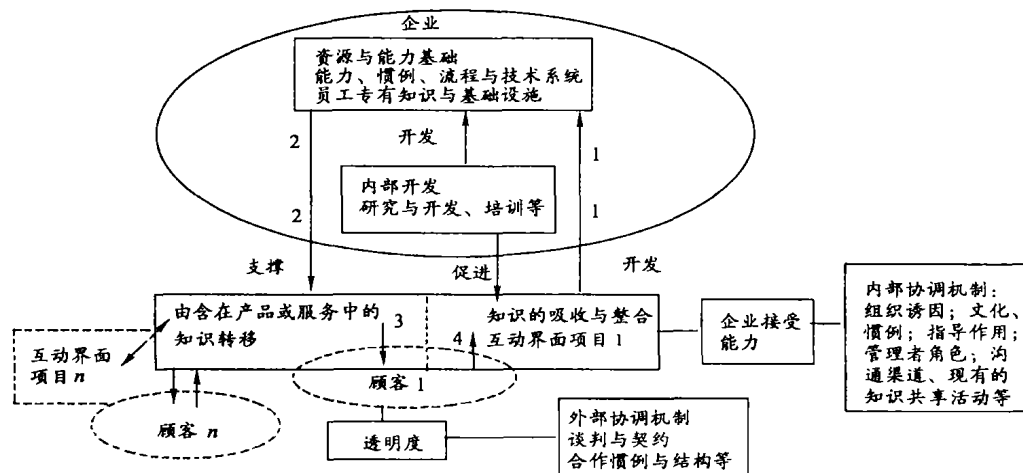 企业
资源与能力基础
能力、惯例、流程与技术系统
员工专有知识与基础设施
2
开发
1
内部开发
研究与开发、培训等
2
1
支撑
促进
开发
由含在产品或服务中的
知识转移
3
4
知识的吸收与整合
互动界面项目1
企业接受
能力
内部协调机制：
组织诱因；文化、
惯例；指导作用；
管理者角色；沟
通渠道、现有的
知识共享活动等
互动界面
项目n
顾客 1
顾客 n
透明度
外部协调机制
谈判与契约
合作惯例与结构等